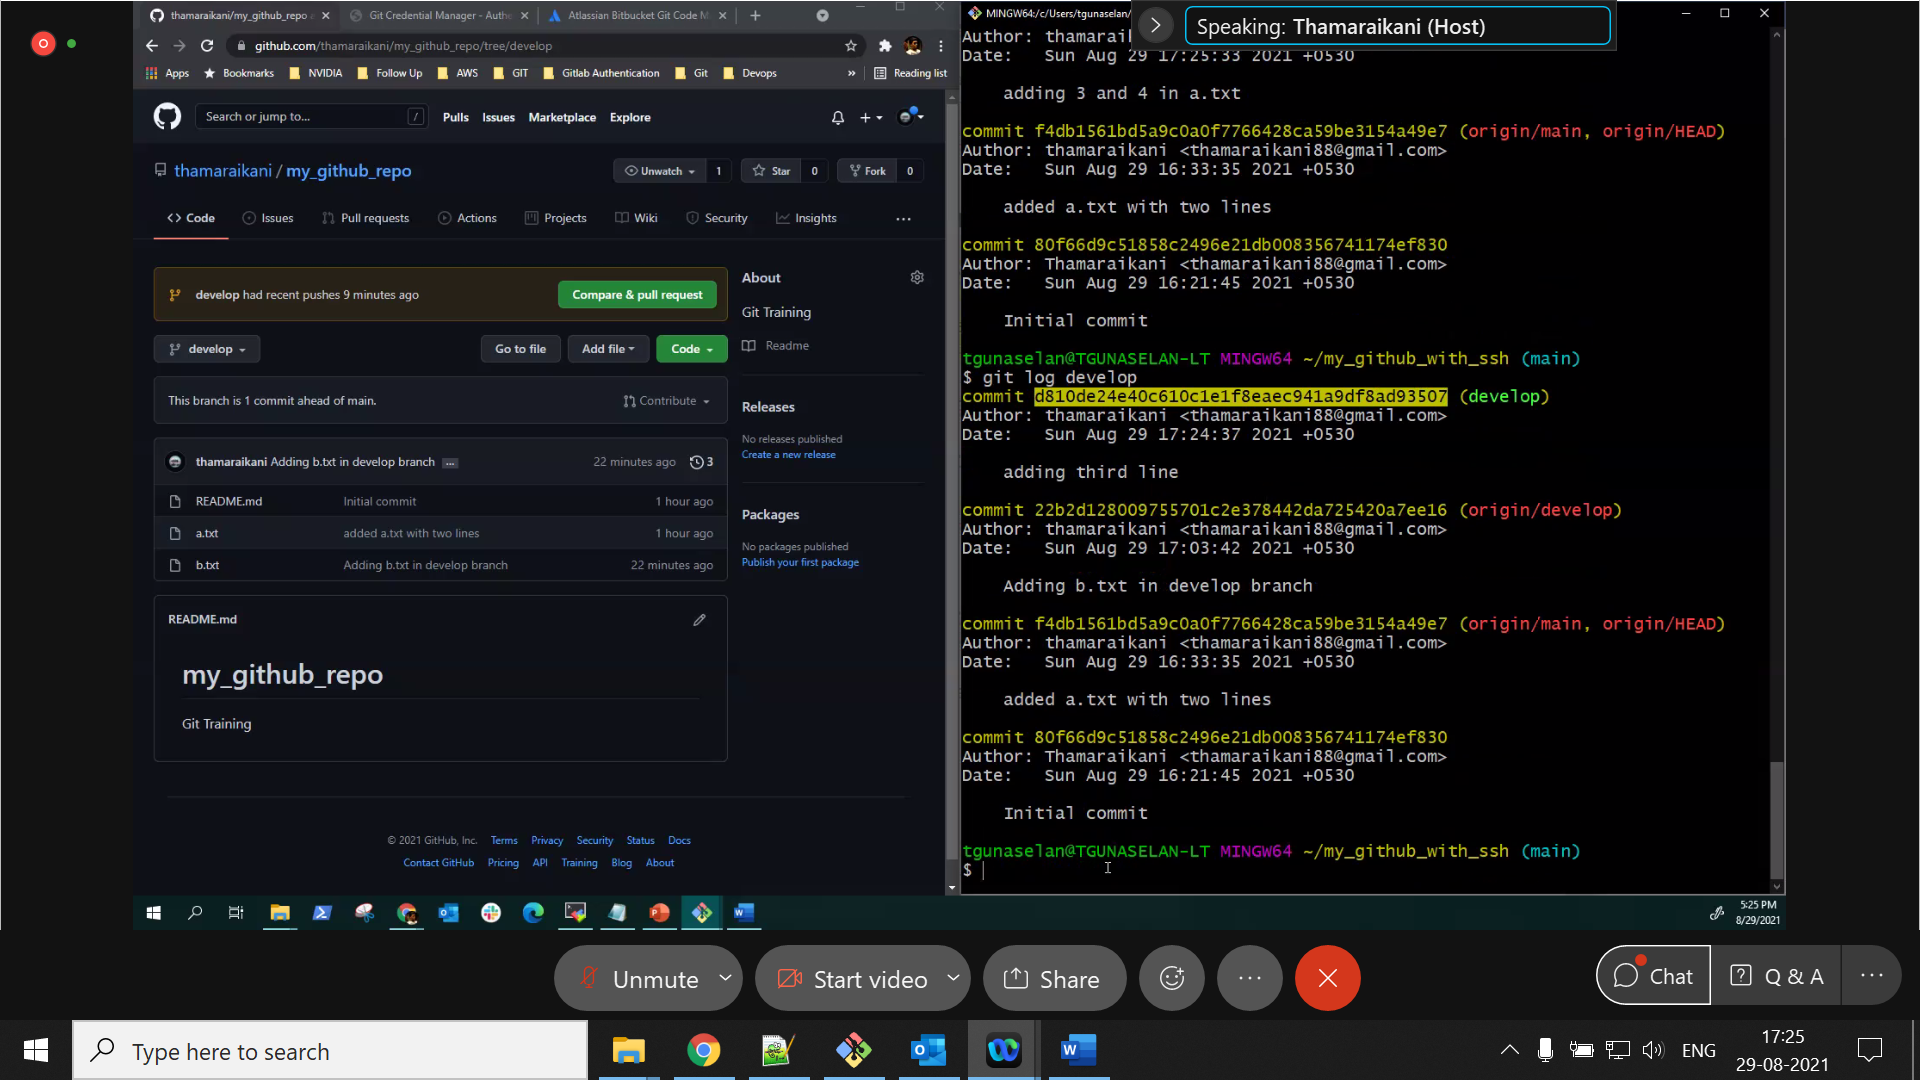 thamaraikani/my_github_repo
Git Credential Manager - Authe
Atlassian Bitbucket Git Code M
github.com/thamaraikani/my_github_repo/tree/develop
Apps Bookmarks NVIDIA Follow Up AWS GIT Gitlab Authentication Git Devops » Reading list
Search or jump to... /
Pulls Issues Marketplace Explore
thamaraikani / my_github_repo
Unwatch 1 Star 0 Fork 0
<> Code Issues Pull requests Actions Projects Wiki Security Insights ...
develop had recent pushes 9 minutes ago
Compare & pull request
develop Go to file Add file Code
This branch is 1 commit ahead of main.
Contribute
thamaraikani Adding b.txt in develop branch ... 22 minutes ago 3
README.md Initial commit 1 hour ago
a.txt added a.txt with two lines 1 hour ago
b.txt Adding b.txt in develop branch 22 minutes ago
README.md
my_github_repo
Git Training
About
Git Training
Readme
Releases
No releases published
Create a new release
Packages
No packages published
Publish your first package
© 2021 GitHub, Inc. Terms Privacy Security Status Docs
Contact GitHub Pricing API Training Blog About
MINGW64:/c/Users/tgunaselan/
Speaking: Thamaraikani (Host)
Author: thamarai
Date: Sun Aug 29 17:25:33 2021 +0530
adding 3 and 4 in a.txt
commit f4db1561bd5a9c0a0f7766428ca59be3154a49e7 (origin/main, origin/HEAD)
Author: thamaraikani <thamaraikani88@gmail.com>
Date: Sun Aug 29 16:33:35 2021 +0530
added a.txt with two lines
commit 80f66d9c51858c2496e21db008356741174ef830
Author: Thamaraikani <thamaraikani88@gmail.com>
Date: Sun Aug 29 16:21:45 2021 +0530
Initial commit
tgunaselan@TGUNASELAN-LT MINGW64 ~/my_github_with_ssh (main)
$ git log develop
commit d810de24e40c610c1e1f8eaec941a9df8ad93507 (develop)
Author: thamaraikani <thamaraikani88@gmail.com>
Date: Sun Aug 29 17:24:37 2021 +0530
adding third line
commit 22b2d128009755701c2e378442da725420a7ee16 (origin/develop)
Author: thamaraikani <thamaraikani88@gmail.com>
Date: Sun Aug 29 17:03:42 2021 +0530
Adding b.txt in develop branch
commit f4db1561bd5a9c0a0f7766428ca59be3154a49e7 (origin/main, origin/HEAD)
Author: thamaraikani <thamaraikani88@gmail.com>
Date: Sun Aug 29 16:33:35 2021 +0530
added a.txt with two lines
commit 80f66d9c51858c2496e21db008356741174ef830
Author: Thamaraikani <thamaraikani88@gmail.com>
Date: Sun Aug 29 16:21:45 2021 +0530
Initial commit
tgunaselan@TGUNASELAN-LT MINGW64 ~/my_github_with_ssh (main)
$
5:25 PM
8/29/2021
Unmute Start video Share ... Chat Q & A ...
Type here to search
ENG
17:25
29-08-2021